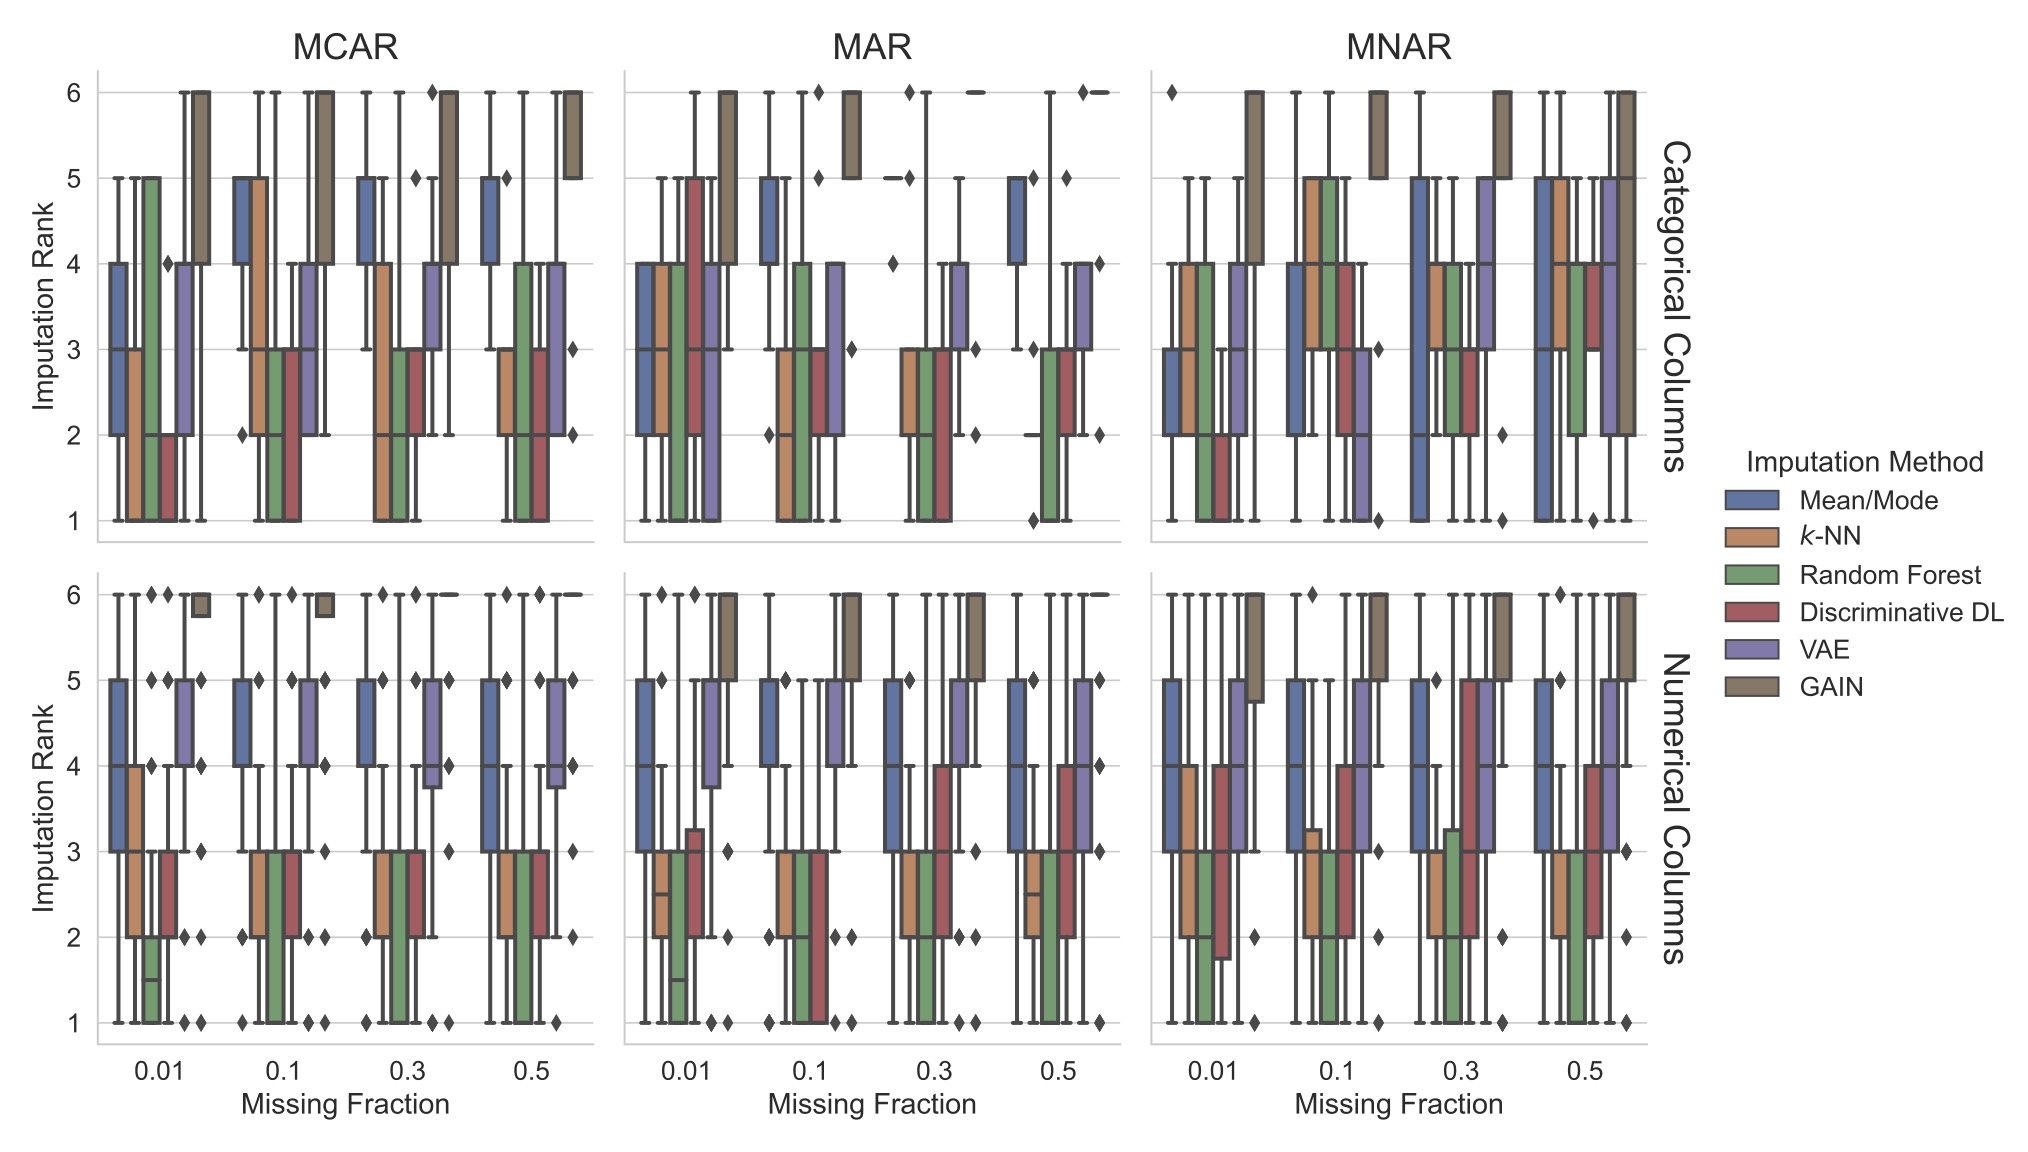 MCAR MAR MNAR
6
5
4
3
2
1
Imputation Rank
Categorical Columns
6
5
4
3
2
1
Imputation Rank
Numerical Columns
0.01 0.1 0.3 0.5 0.01 0.1 0.3 0.5 0.01 0.1 0.3 0.5
Missing Fraction Missing Fraction Missing Fraction
Imputation Method
Mean/Mode
k-NN
Random Forest
Discriminative DL
VAE
GAIN